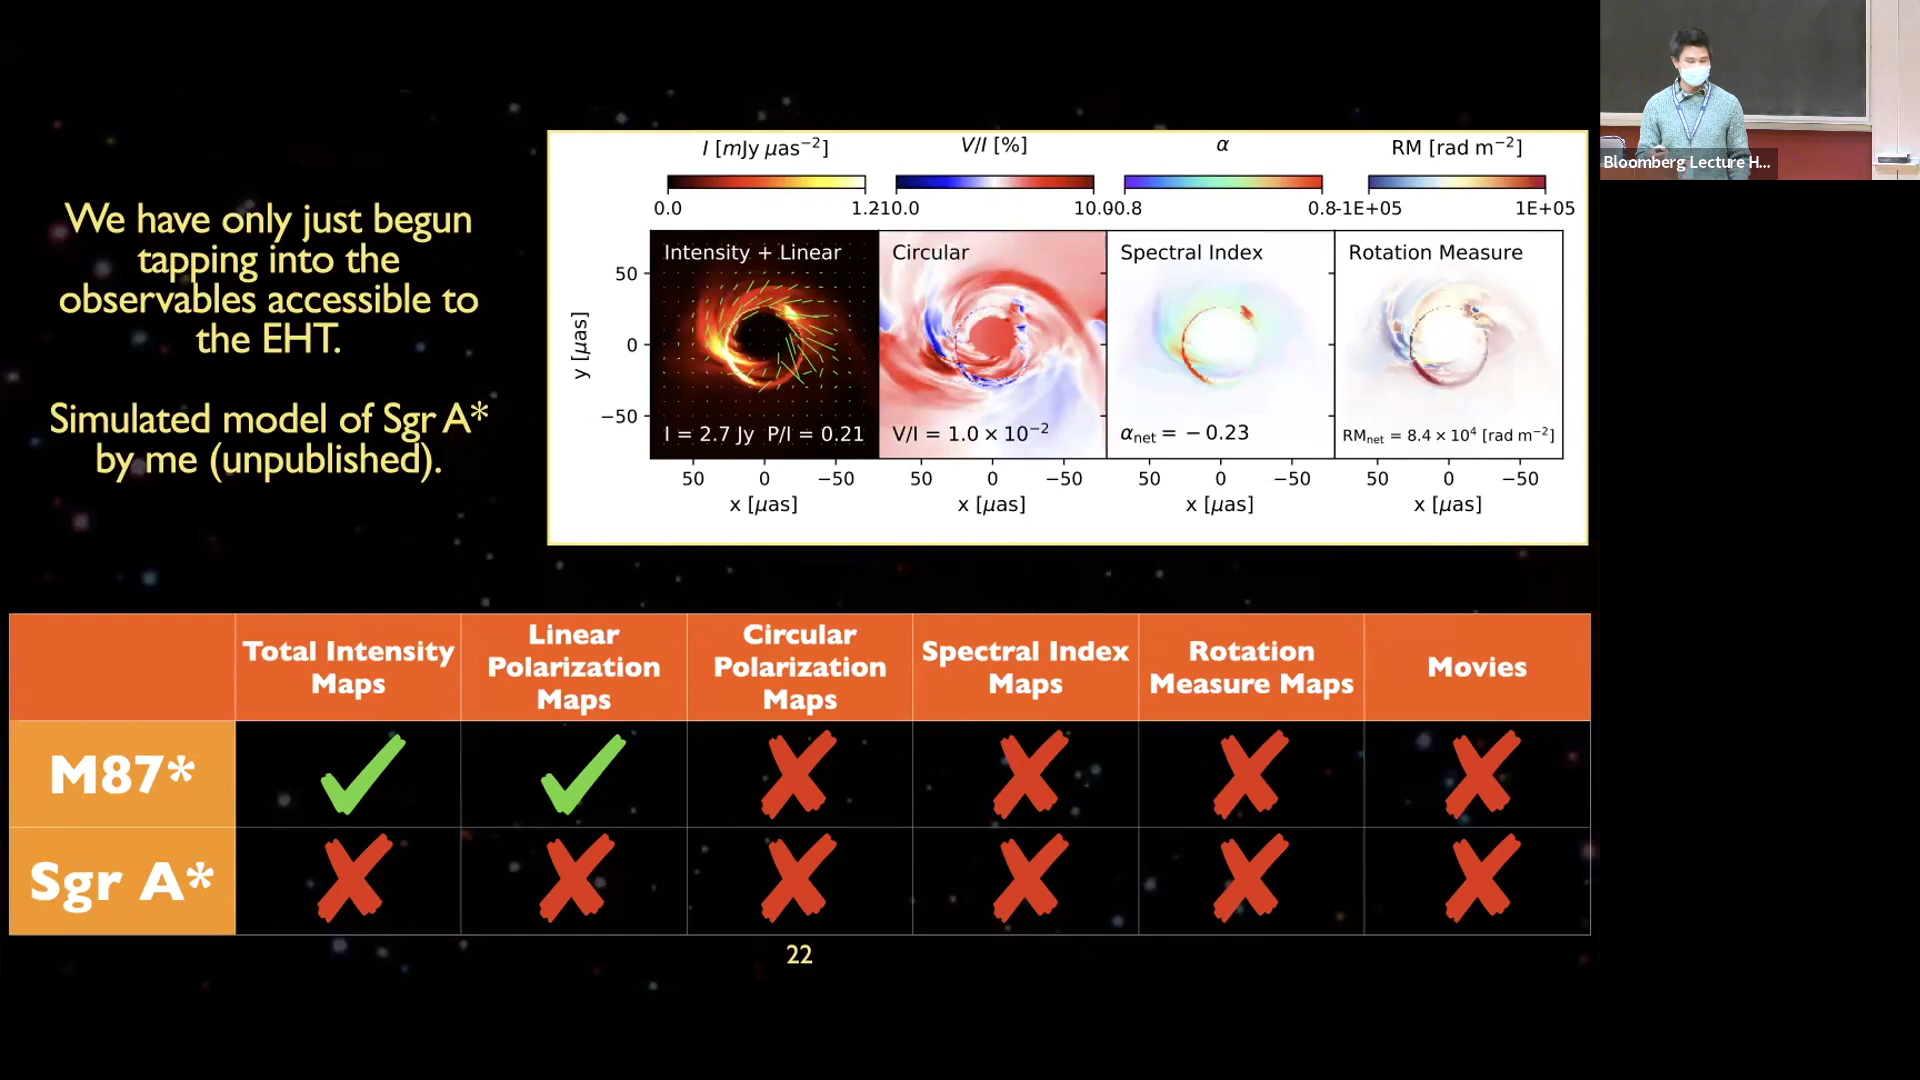 We have only just begun
tapping into the
observables accessible to
the EHT.
Simulated model of Sgr A*
by me (unpublished).
I [mJy μas⁻²]
V/I [%]
α
RM [rad m⁻²]
0.0
1.2
-10.0
10.0
-0.8
0.8
-1E+05
1E+05
Intensity + Linear
Circular
Spectral Index
Rotation Measure
y [μas]
50
0
−50
I = 2.7 Jy P/I = 0.21
V/I = 1.0 × 10⁻²
αnet = − 0.23
RMnet = 8.4 × 10⁴ [rad m⁻²]
50 0 −50
50 0 −50
50 0 −50
50 0 −50
x [μas]
x [μas]
x [μas]
x [μas]
Total Intensity
Maps
Linear
Polarization
Maps
Circular
Polarization
Maps
Spectral Index
Maps
Rotation
Measure Maps
Movies
M87*
Sgr A*
22
Bloomberg Lecture H...